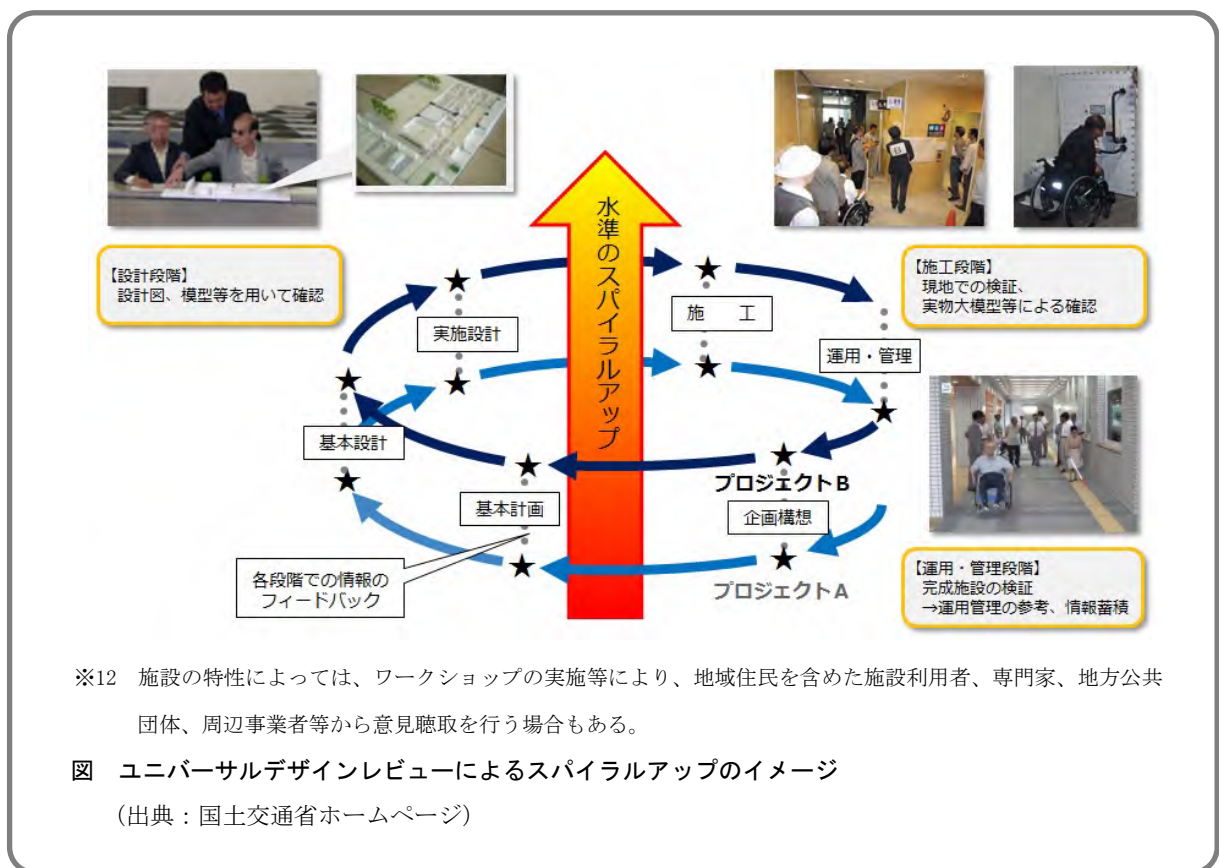 【設計段階】
設計図、模型等を用いて確認
水準のスパイラルアップ
【施工段階】
現地での検証、
実物大模型等による確認
実施設計
施　工
運用・管理
基本設計
プロジェクトB
基本計画
企画構想
各段階での情報の
フィードバック
プロジェクトA
【運用・管理段階】
完成施設の検証
→運用管理の参考、情報蓄積
※12　施設の特性によっては、ワークショップの実施等により、地域住民を含めた施設利用者、専門家、地方公共
団体、周辺事業者等から意見聴取を行う場合もある。
図　ユニバーサルデザインレビューによるスパイラルアップのイメージ
（出典：国土交通省ホームページ）